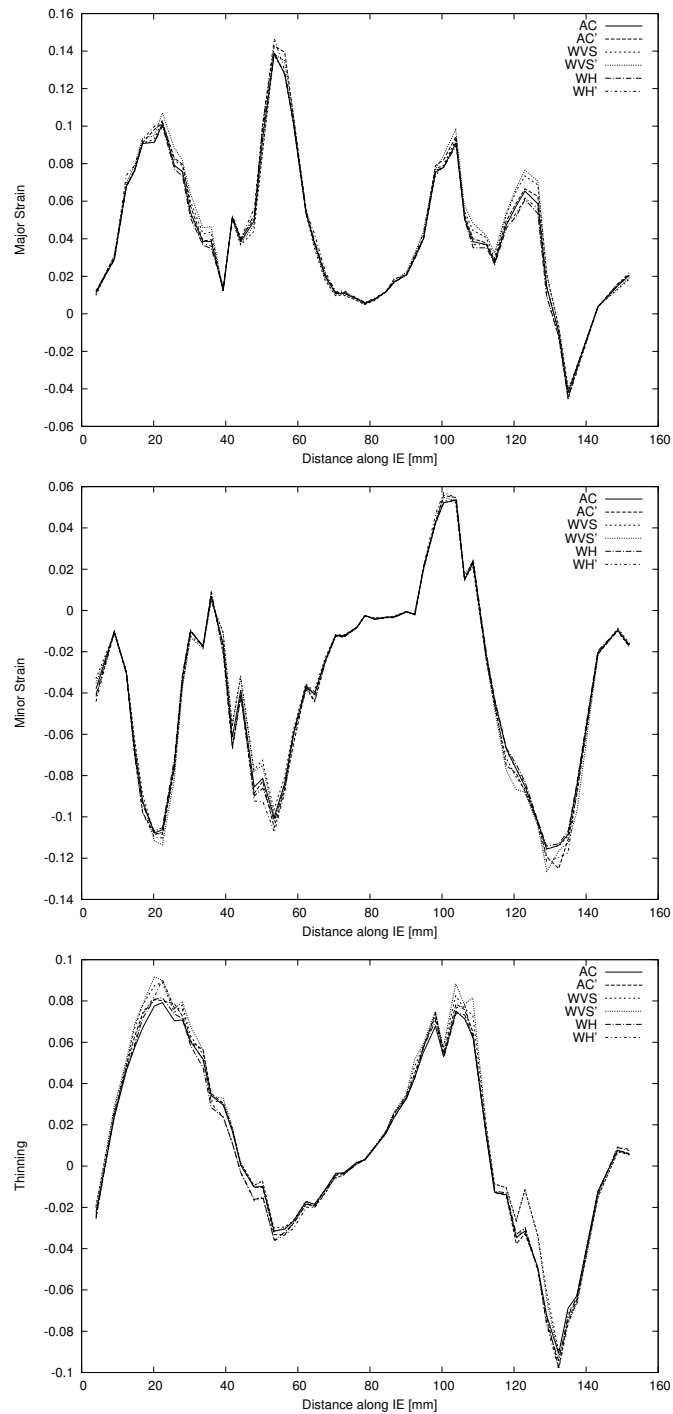 0.16
0.14
0.12
0.1
0.08
0.06
0.04
0.02
0
-0.02
-0.04
-0.06
Major Strain
AC
AC'
WVS
WVS'
WH
WH'
0 20 40 60 80 100 120 140 160
Distance along IE [mm]
0.06
0.04
0.02
0
-0.02
-0.04
-0.06
-0.08
-0.1
-0.12
-0.14
Minor Strain
AC
AC'
WVS
WVS'
WH
WH'
0 20 40 60 80 100 120 140 160
Distance along IE [mm]
0.1
0.08
0.06
0.04
0.02
0
-0.02
-0.04
-0.06
-0.08
-0.1
Thinning
AC
AC'
WVS
WVS'
WH
WH'
0 20 40 60 80 100 120 140 160
Distance along IE [mm]